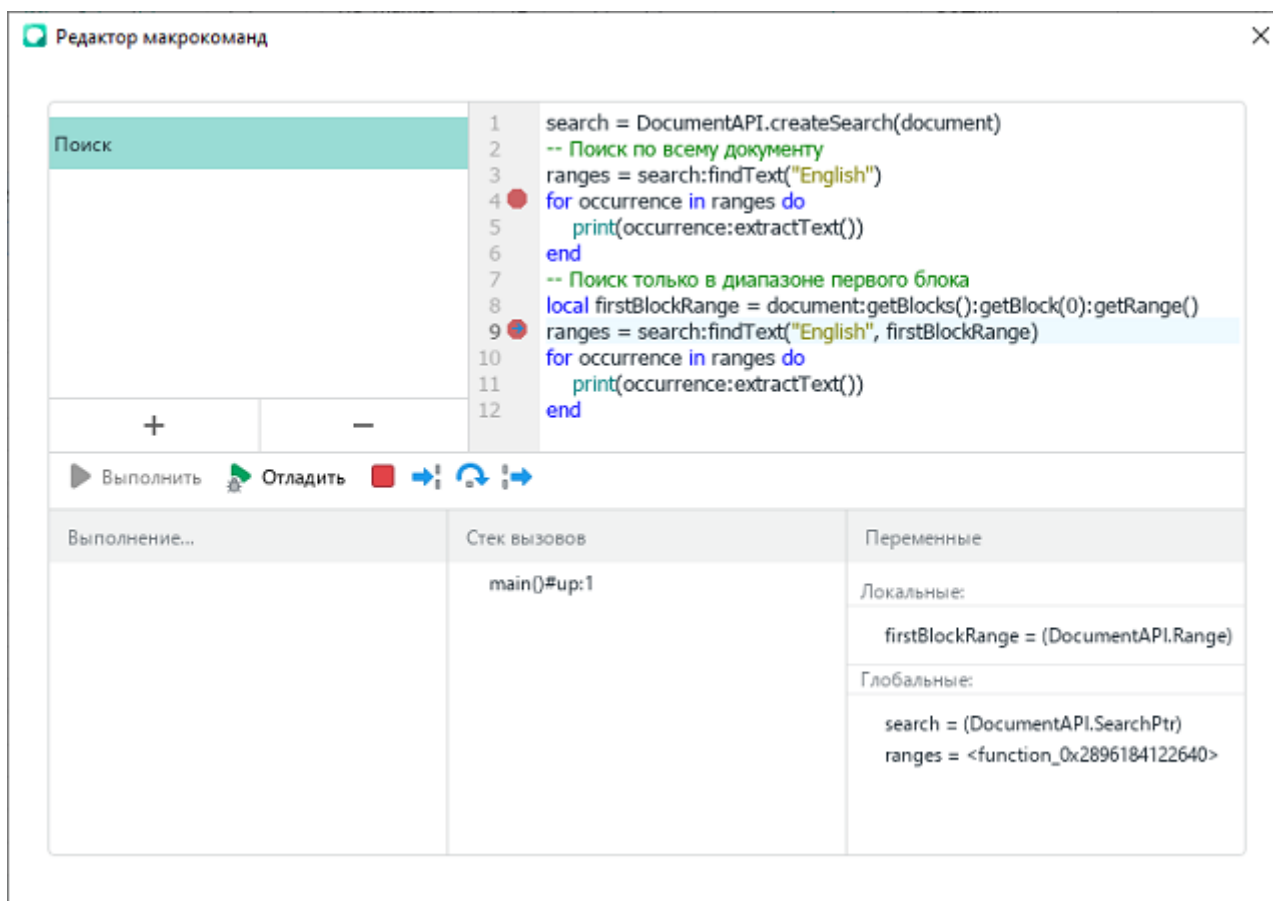 Редактор макрокоманд
Поиск
1 search = DocumentAPI.createSearch(document)
2 -- Поиск по всему документу
3 ranges = search:findText("English")
4 for occurrence in ranges do
5 print(occurrence:extractText())
6 end
7 -- Поиск только в диапазоне первого блока
8 local firstBlockRange = document:getBlocks():getBlock(0):getRange()
9 ranges = search:findText("English", firstBlockRange)
10 for occurrence in ranges do
11 print(occurrence:extractText())
12 end
+ −
Выполнить Отладить
Выполнение... Стек вызовов Переменные
main()#up:1
Локальные:
firstBlockRange = (DocumentAPI.Range)
Глобальные:
search = (DocumentAPI.SearchPtr)
ranges = <function_0x2896184122640>